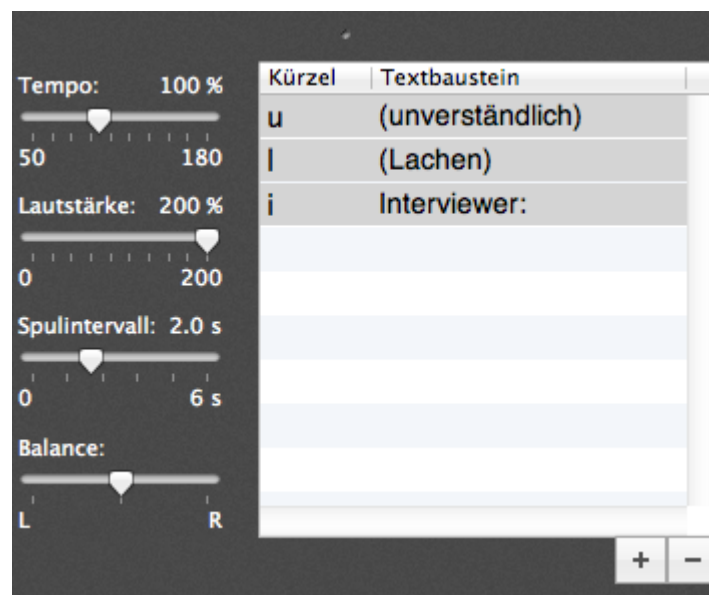 Tempo: 100 %
50 180
Lautstärke: 200 %
0 200
Spulintervall: 2.0 s
0 6 s
Balance:
L R
Kürzel Textbaustein
u (unverständlich)
l (Lachen)
i Interviewer:
+ −